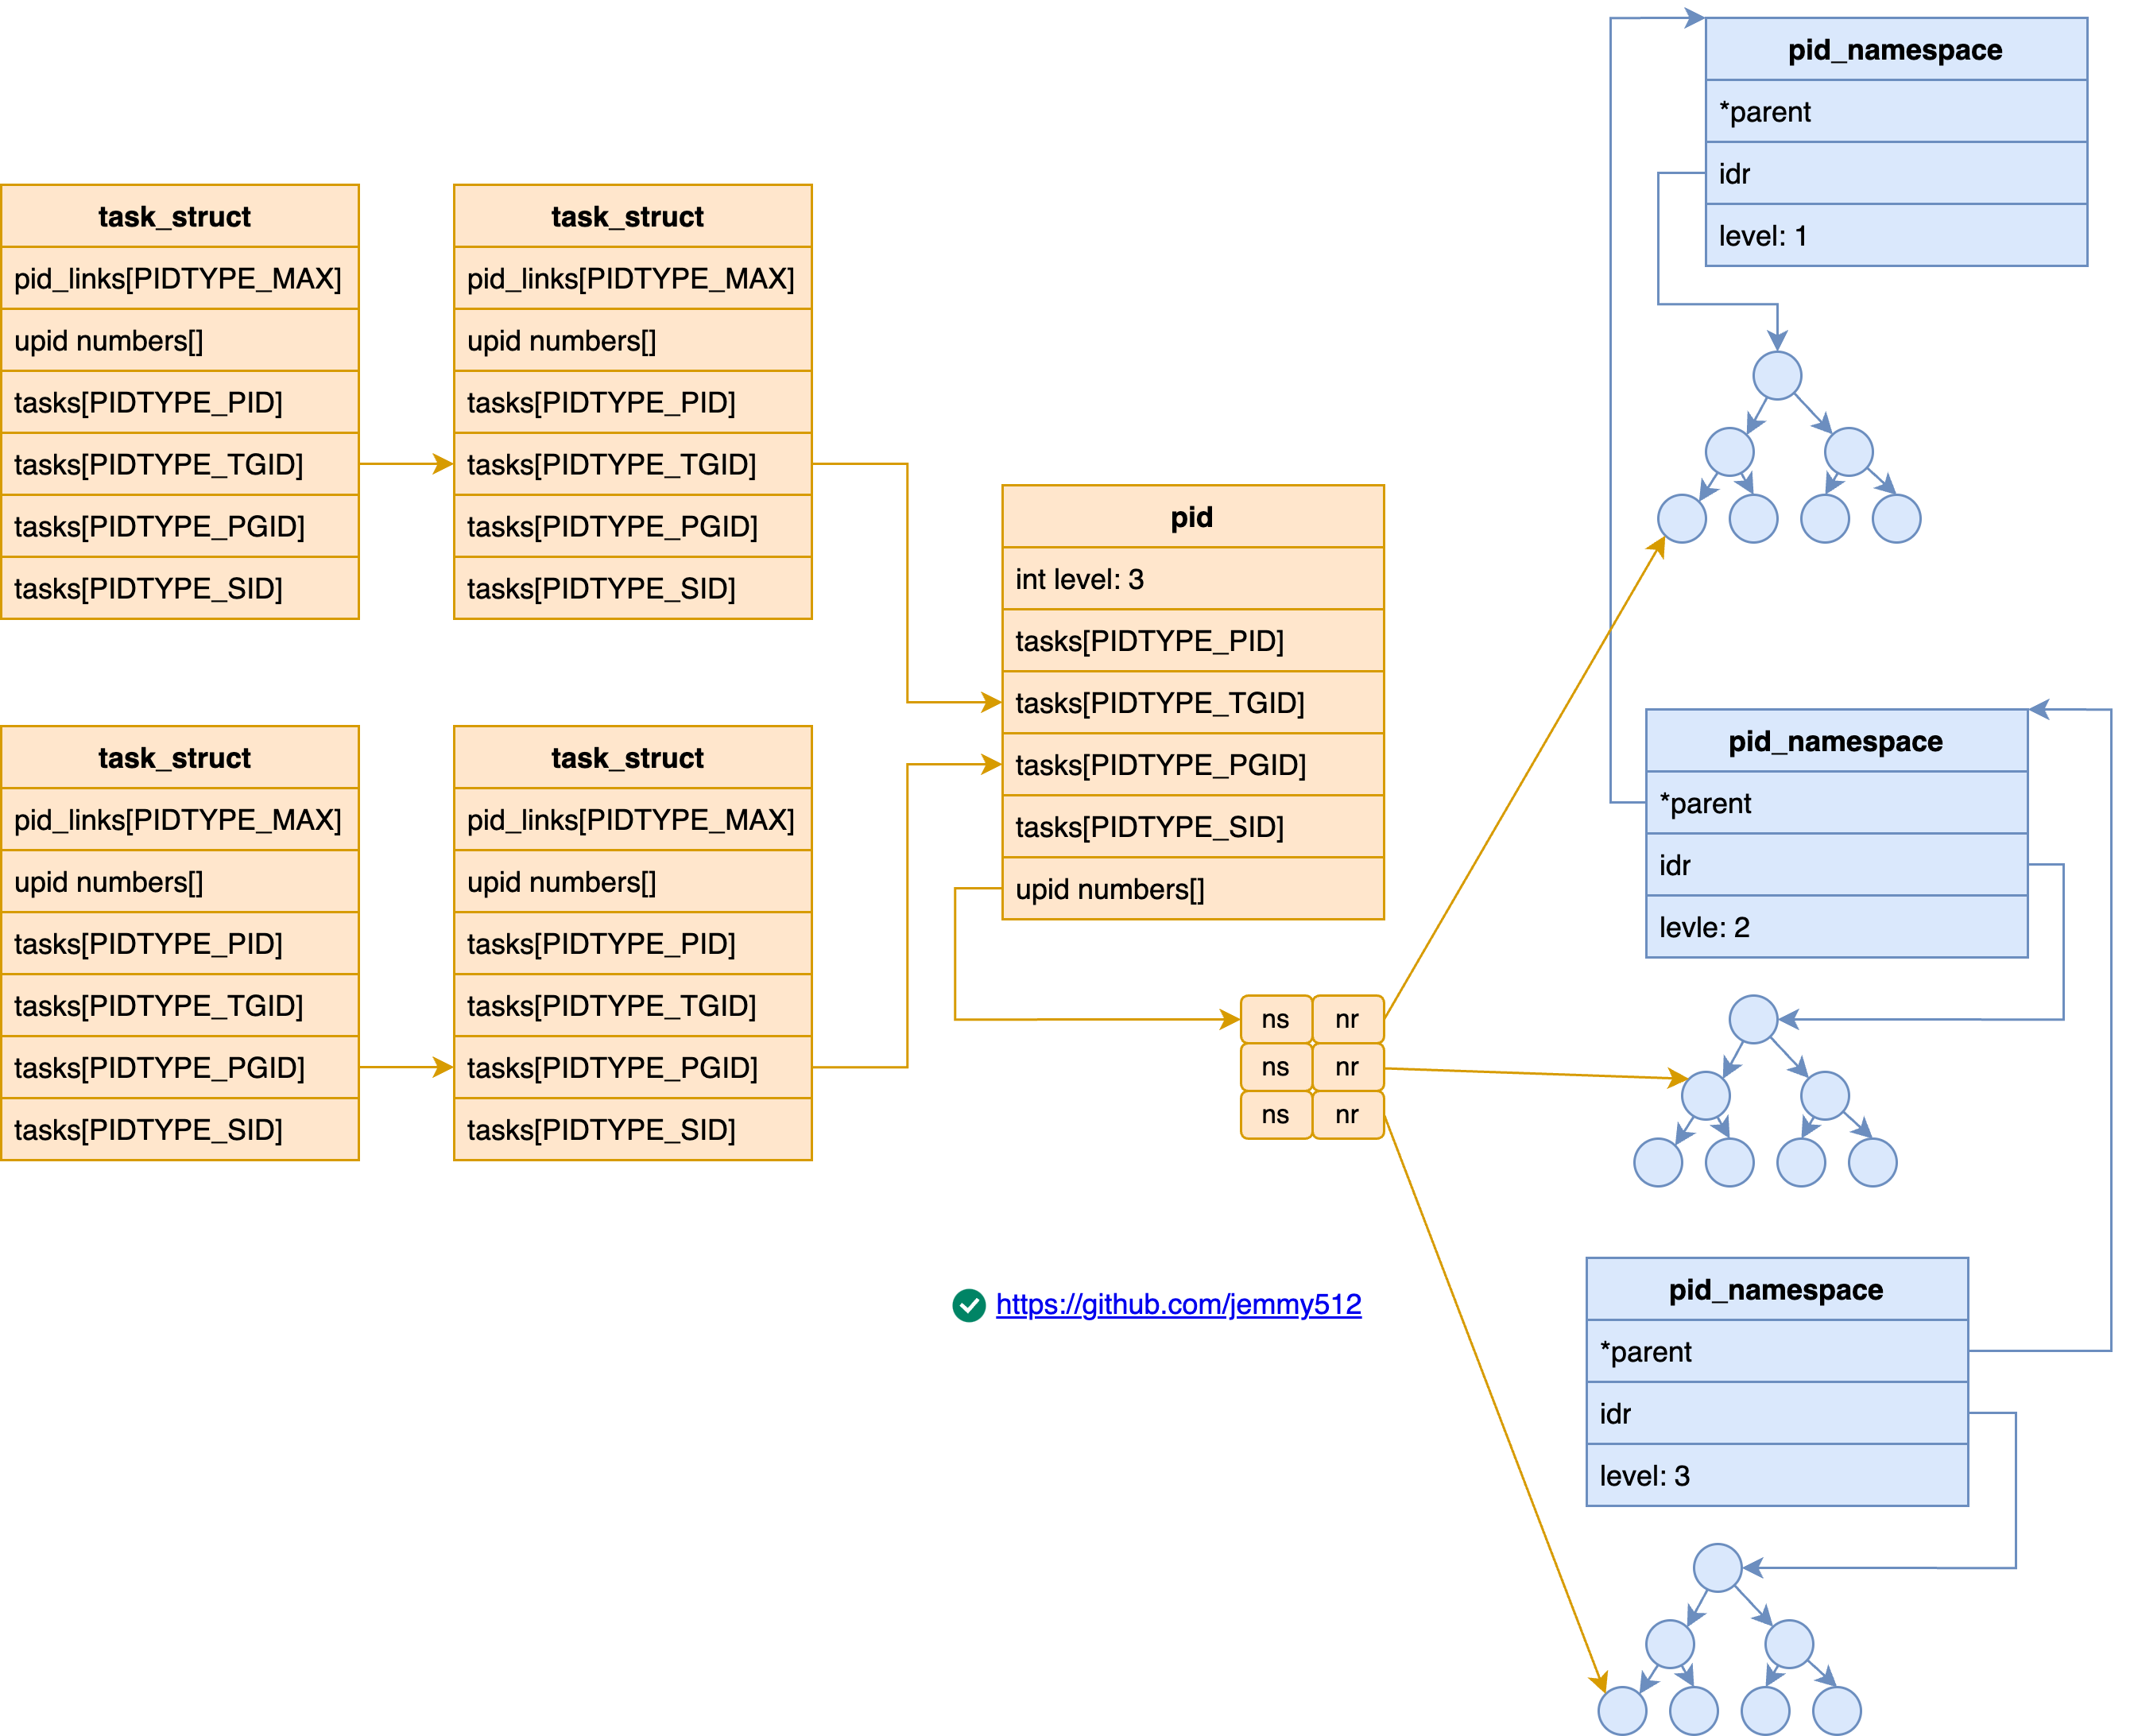 task_struct
pid_links[PIDTYPE_MAX]
upid numbers[]
tasks[PIDTYPE_PID]
tasks[PIDTYPE_TGID]
tasks[PIDTYPE_PGID]
tasks[PIDTYPE_SID]
task_struct
pid_links[PIDTYPE_MAX]
upid numbers[]
tasks[PIDTYPE_PID]
tasks[PIDTYPE_TGID]
tasks[PIDTYPE_PGID]
tasks[PIDTYPE_SID]
task_struct
pid_links[PIDTYPE_MAX]
upid numbers[]
tasks[PIDTYPE_PID]
tasks[PIDTYPE_TGID]
tasks[PIDTYPE_PGID]
tasks[PIDTYPE_SID]
task_struct
pid_links[PIDTYPE_MAX]
upid numbers[]
tasks[PIDTYPE_PID]
tasks[PIDTYPE_TGID]
tasks[PIDTYPE_PGID]
tasks[PIDTYPE_SID]
pid
int level: 3
tasks[PIDTYPE_PID]
tasks[PIDTYPE_TGID]
tasks[PIDTYPE_PGID]
tasks[PIDTYPE_SID]
upid numbers[]
ns nr
ns nr
ns nr
https://github.com/jemmy512
pid_namespace
*parent
idr
level: 1
pid_namespace
*parent
idr
levle: 2
pid_namespace
*parent
idr
level: 3